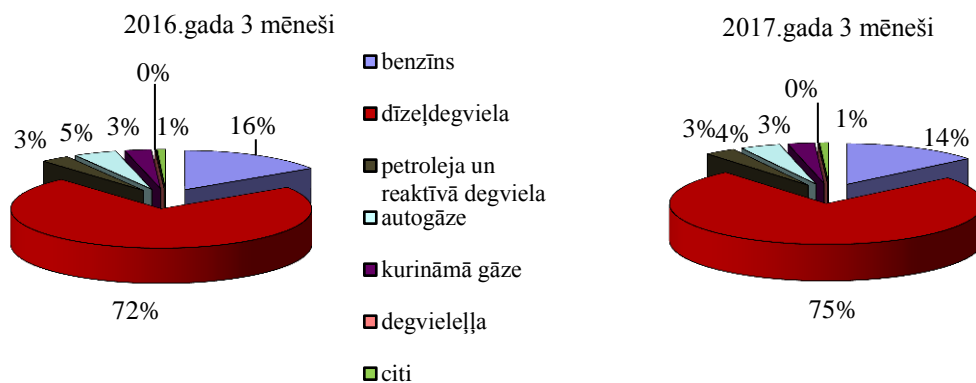 2016.gada 3 mēneši
0%
3%
5%
3%
1%
16%
72%
benzīns
dīzeļdegviela
petroleja un
reaktīvā degviela
autogāze
kurināmā gāze
degvieleļļa
citi
2017.gada 3 mēneši
0%
3%
4%
3%
1%
14%
75%